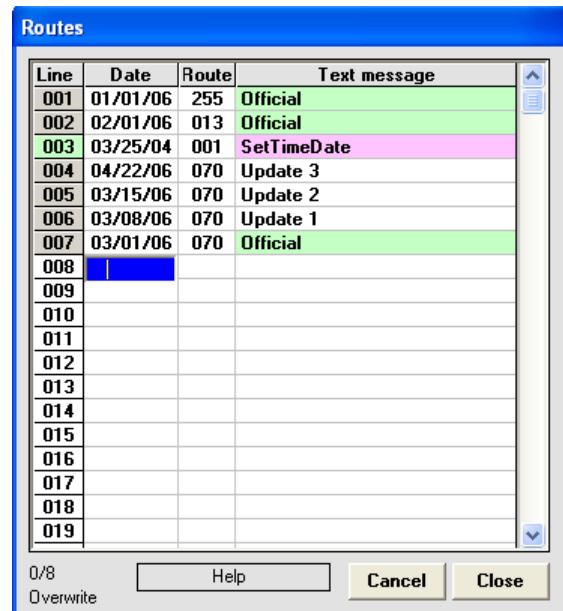 Routes
Line Date Route Text message
001 01/01/06 255 Official
002 02/01/06 013 Official
003 03/25/04 001 SetTimeDate
004 04/22/06 070 Update 3
005 03/15/06 070 Update 2
006 03/08/06 070 Update 1
007 03/01/06 070 Official
008
009
010
011
012
013
014
015
016
017
018
019
0/8 Help Cancel Close
Overwrite